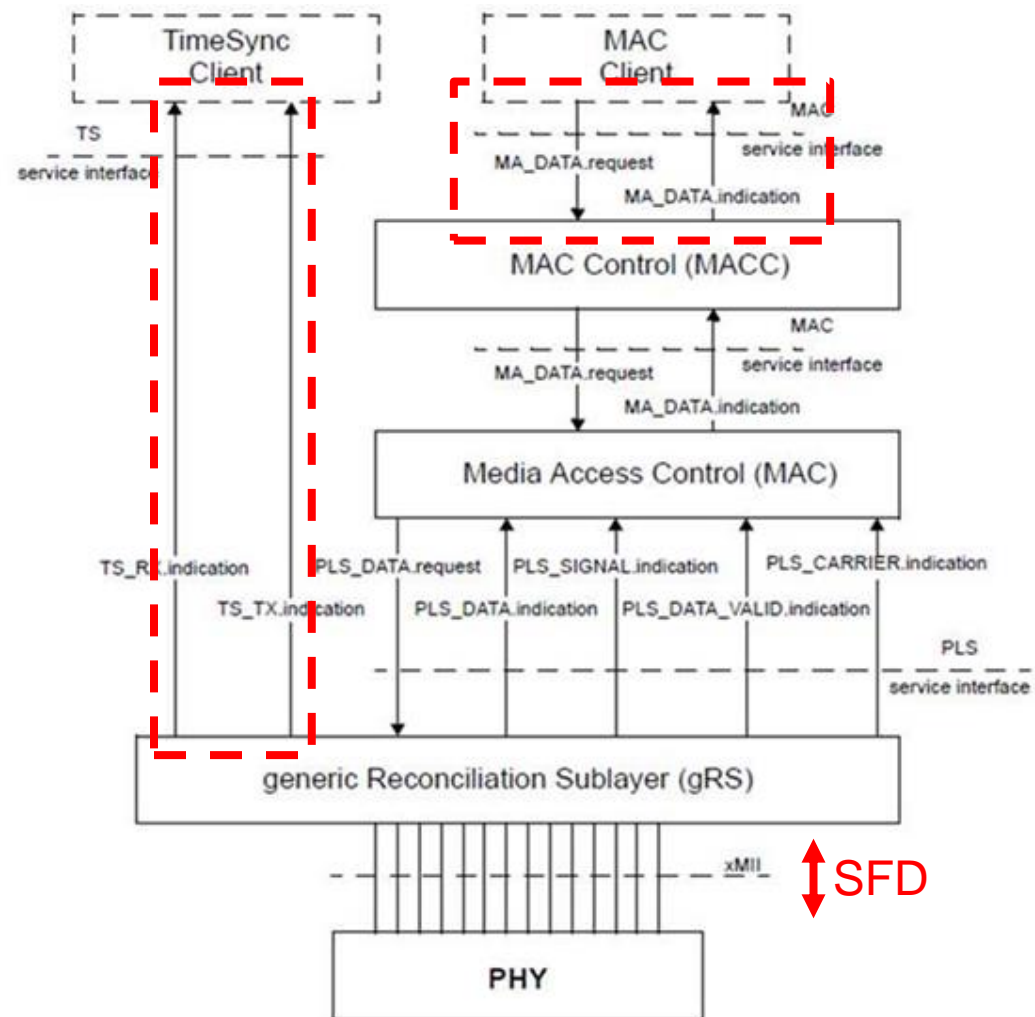 TimeSync
Client
MAC
Client
TS
service interface
MAC
service interface
MA_DATA.request
MA_DATA.indication
MAC Control (MACC)
MAC
service interface
MA_DATA.request
MA_DATA.indication
Media Access Control (MAC)
TS_RX.indication
PLS_DATA.request
PLS_SIGNAL.indication
PLS_CARRIER.indication
TS_TX.indication
PLS_DATA.indication
PLS_DATA_VALID.indication
PLS
service interface
generic Reconciliation Sublayer (gRS)
xMII
SFD
PHY